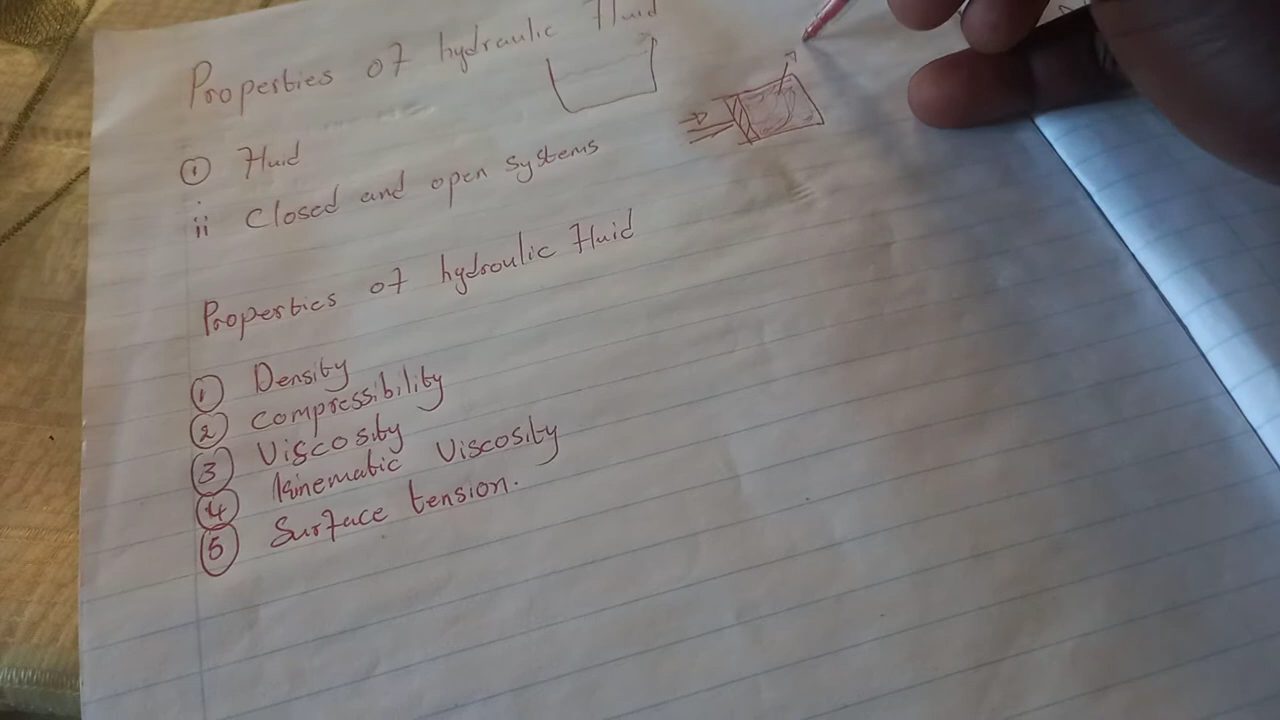 Properties of hydraulic Fluid
① Fluid
ii Closed and open systems
Properties of hydroulic Fluid
① Density
② Compressibility
③ Viscosity
④ Kinematic Viscosity
⑤ Surface tension.